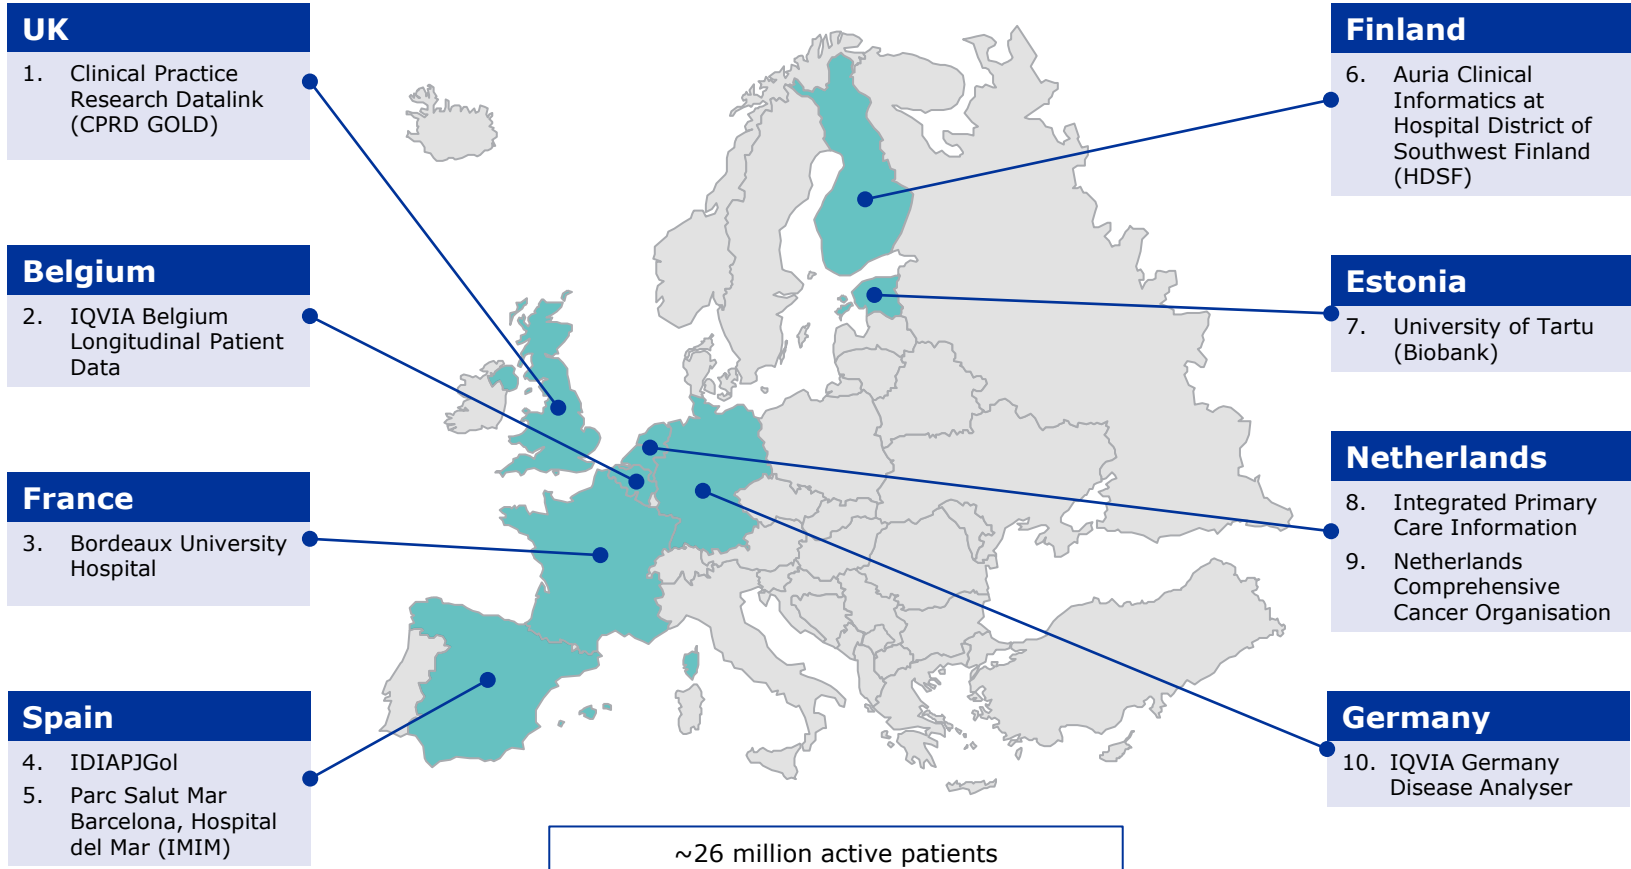 UK
1. Clinical Practice
Research Datalink
(CPRD GOLD)
Belgium
2. IQVIA Belgium
Longitudinal Patient
Data
France
3. Bordeaux University
Hospital
Spain
4. IDIAPJGol
5. Parc Salut Mar
Barcelona, Hospital
del Mar (IMIM)
Finland
6. Auria Clinical
Informatics at
Hospital District of
Southwest Finland
(HDSF)
Estonia
7. University of Tartu
(Biobank)
Netherlands
8. Integrated Primary
Care Information
9. Netherlands
Comprehensive
Cancer Organisation
Germany
10. IQVIA Germany
Disease Analyser
~26 million active patients